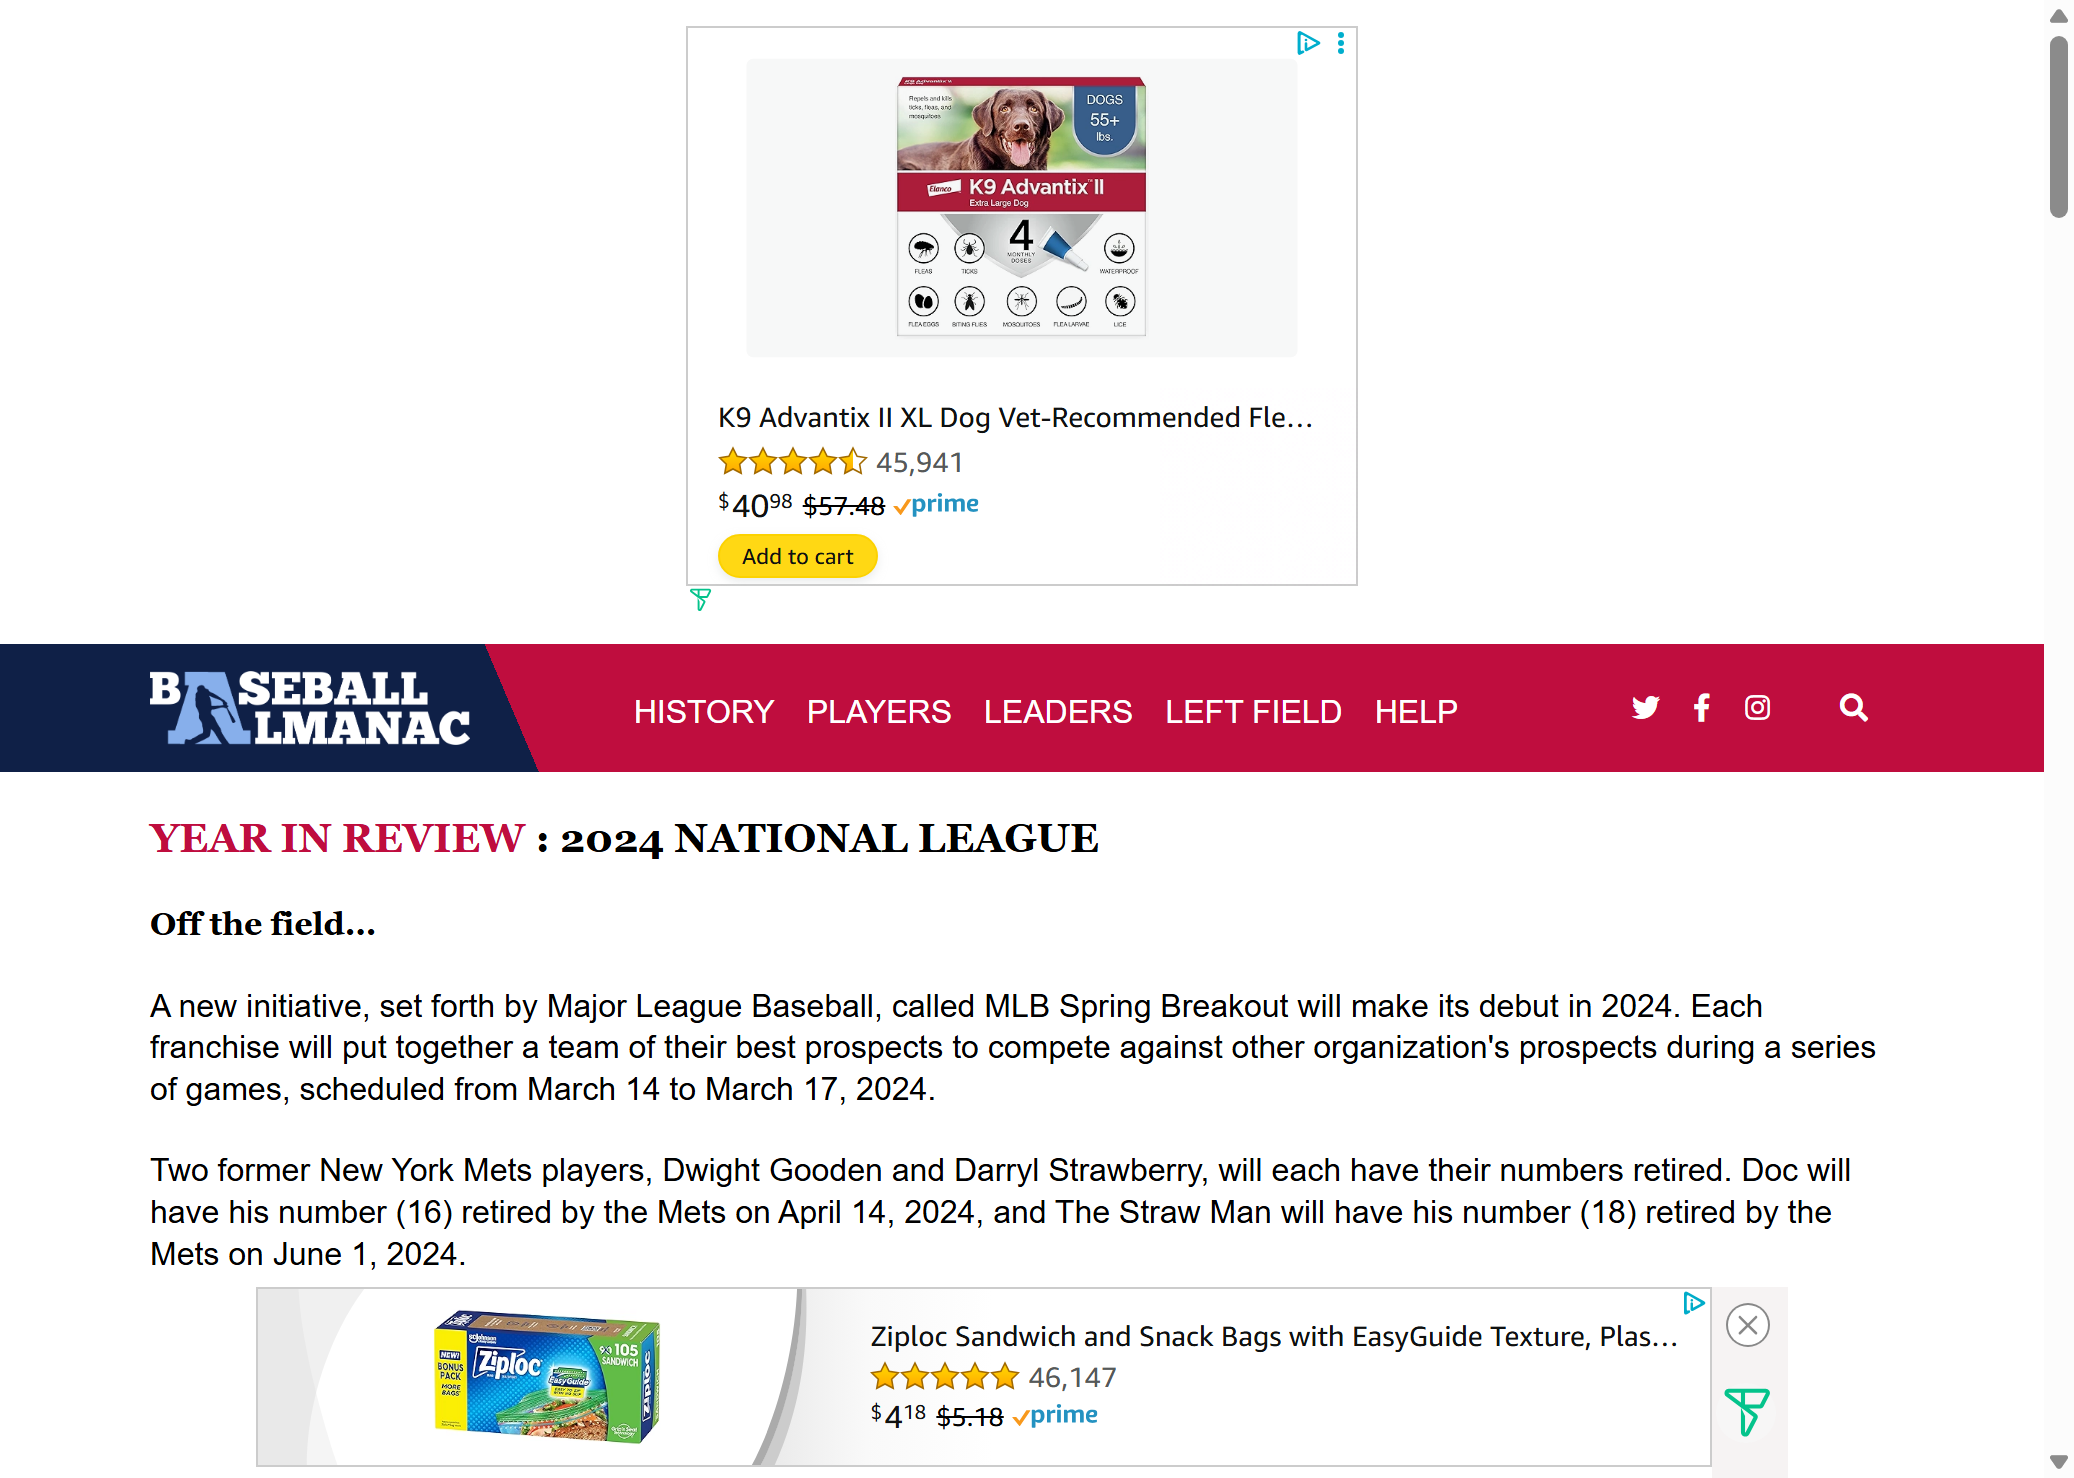 K9 Advantix II
Repels and kills
ticks, fleas, and
mosquitoes
DOGS
55+
lbs.
Elanco K9 Advantix II
Extra Large Dog
4
MONTHLY
DOSES
FLEAS TICKS WATERPROOF
FLEA EGGS BITING FLIES MOSQUITOES FLEA LARVAE LICE
K9 Advantix II XL Dog Vet-Recommended Fle...
45,941
$40.98 $57.48 prime
Add to cart
BASEBALL
ALMANAC
HISTORY PLAYERS LEADERS LEFT FIELD HELP
YEAR IN REVIEW : 2024 NATIONAL LEAGUE
Off the field...
A new initiative, set forth by Major League Baseball, called MLB Spring Breakout will make its debut in 2024. Each
franchise will put together a team of their best prospects to compete against other organization's prospects during a series
of games, scheduled from March 14 to March 17, 2024.
Two former New York Mets players, Dwight Gooden and Darryl Strawberry, will each have their numbers retired. Doc will
have his number (16) retired by the Mets on April 14, 2024, and The Straw Man will have his number (18) retired by the
Mets on June 1, 2024.
scjohnson
NEW!
BONUS
PACK
MORE
BAGS
Ziploc
EasyGuide
105
SANDWICH
Ziploc
Ziploc Sandwich and Snack Bags with EasyGuide Texture, Plas...
46,147
$4.18 $5.18 prime